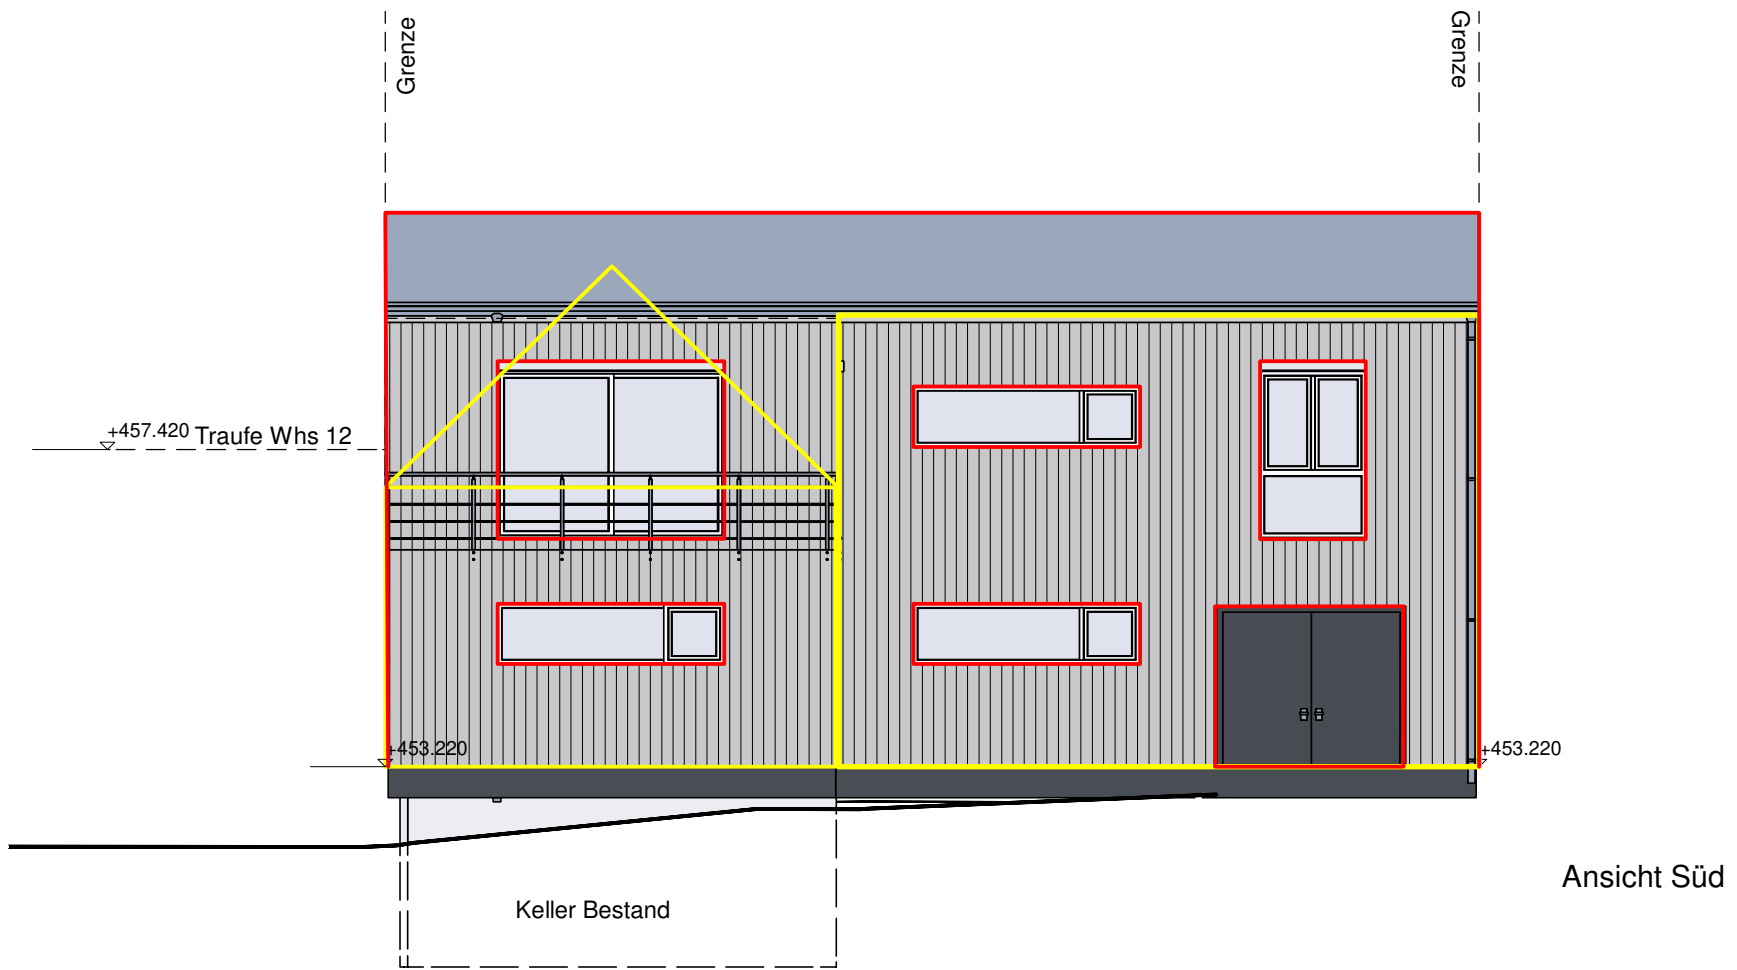 Grenze
Grenze
+457.420 Traufe Whs 12
+453.220
+453.220
Ansicht Süd
Keller Bestand